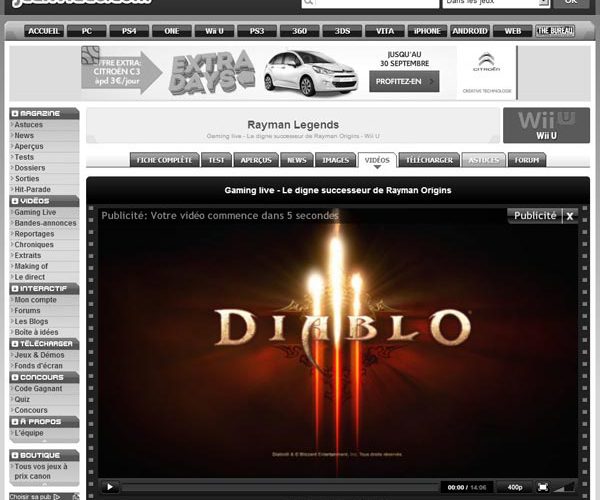 Dans les jeux
OK
ACCUEIL
PC
PS4
ONE
Wii U
PS3
360
3DS
VITA
iPHONE
ANDROID
WEB
THE BUREAU
OFFRE EXTRA:
CITROËN C3
àpd 3€/jour
EXTRA
DAYS
JUSQU'AU
30 SEPTEMBRE
PROFITEZ-EN
CITROËN
CREATIVE TECHNOLOGIE
MAGAZINE
Astuces
News
Aperçus
Tests
Dossiers
Sorties
Hit-Parade
VIDÉOS
Gaming Live
Bandes-annonces
Reportages
Chroniques
Extraits
Making of
Le direct
INTERACTIF
Mon compte
Forums
Les Blogs
Boîte à idées
TÉLÉCHARGER
Jeux & Démos
Fonds d'écran
CONCOURS
Code Gagnant
Quiz
Concours
À PROPOS
L'équipe
BOUTIQUE
Tous vos jeux à
prix canon
Choisir sa pub
Rayman Legends
Gaming live - Le digne successeur de Rayman Origins - Wii U
Wii U
Wii U
FICHE COMPLÈTE
TEST
APERÇUS
NEWS
IMAGES
VIDÉOS
TÉLÉCHARGER
ASTUCES
FORUM
Gaming live - Le digne successeur de Rayman Origins
Publicité: Votre vidéo commence dans 5 secondes
Publicité x
DIABLO
Entertainment, Inc. Tous droits réservés.
00:00 / 14:06
400p